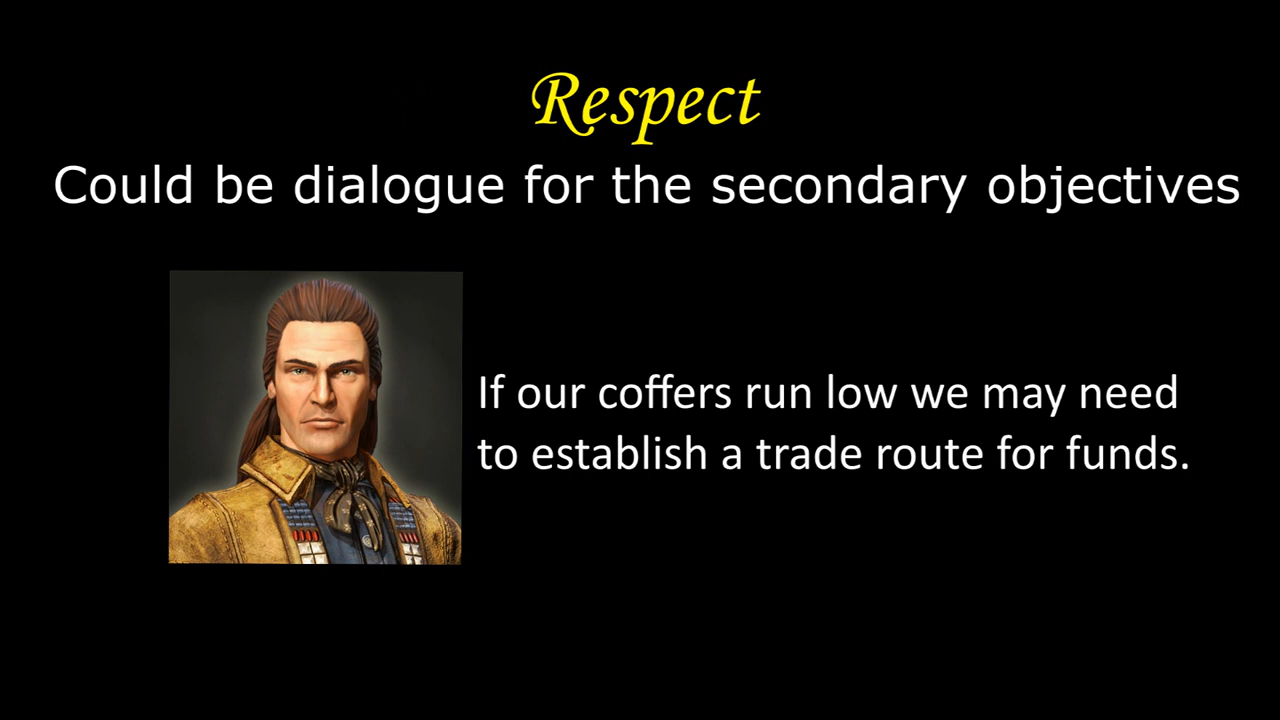 Respect
Could be dialogue for the secondary objectives
If our coffers run low we may need
to establish a trade route for funds.